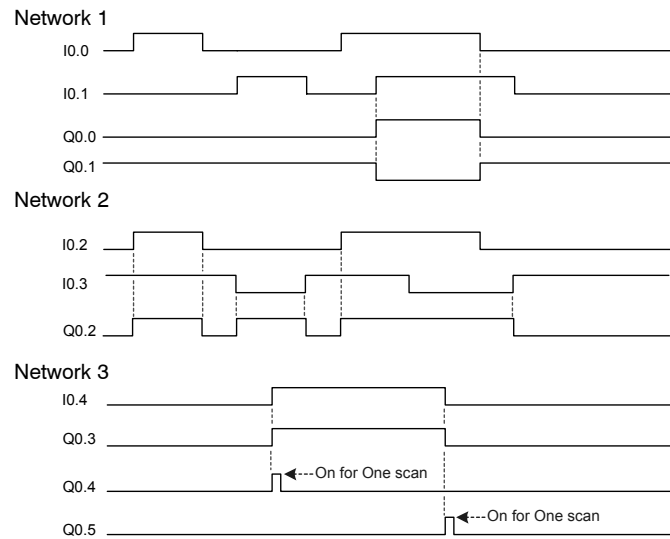 Network 1
I0.0
I0.1
Q0.0
Q0.1
Network 2
I0.2
I0.3
Q0.2
Network 3
I0.4
Q0.3
Q0.4
On for One scan
Q0.5
On for One scan